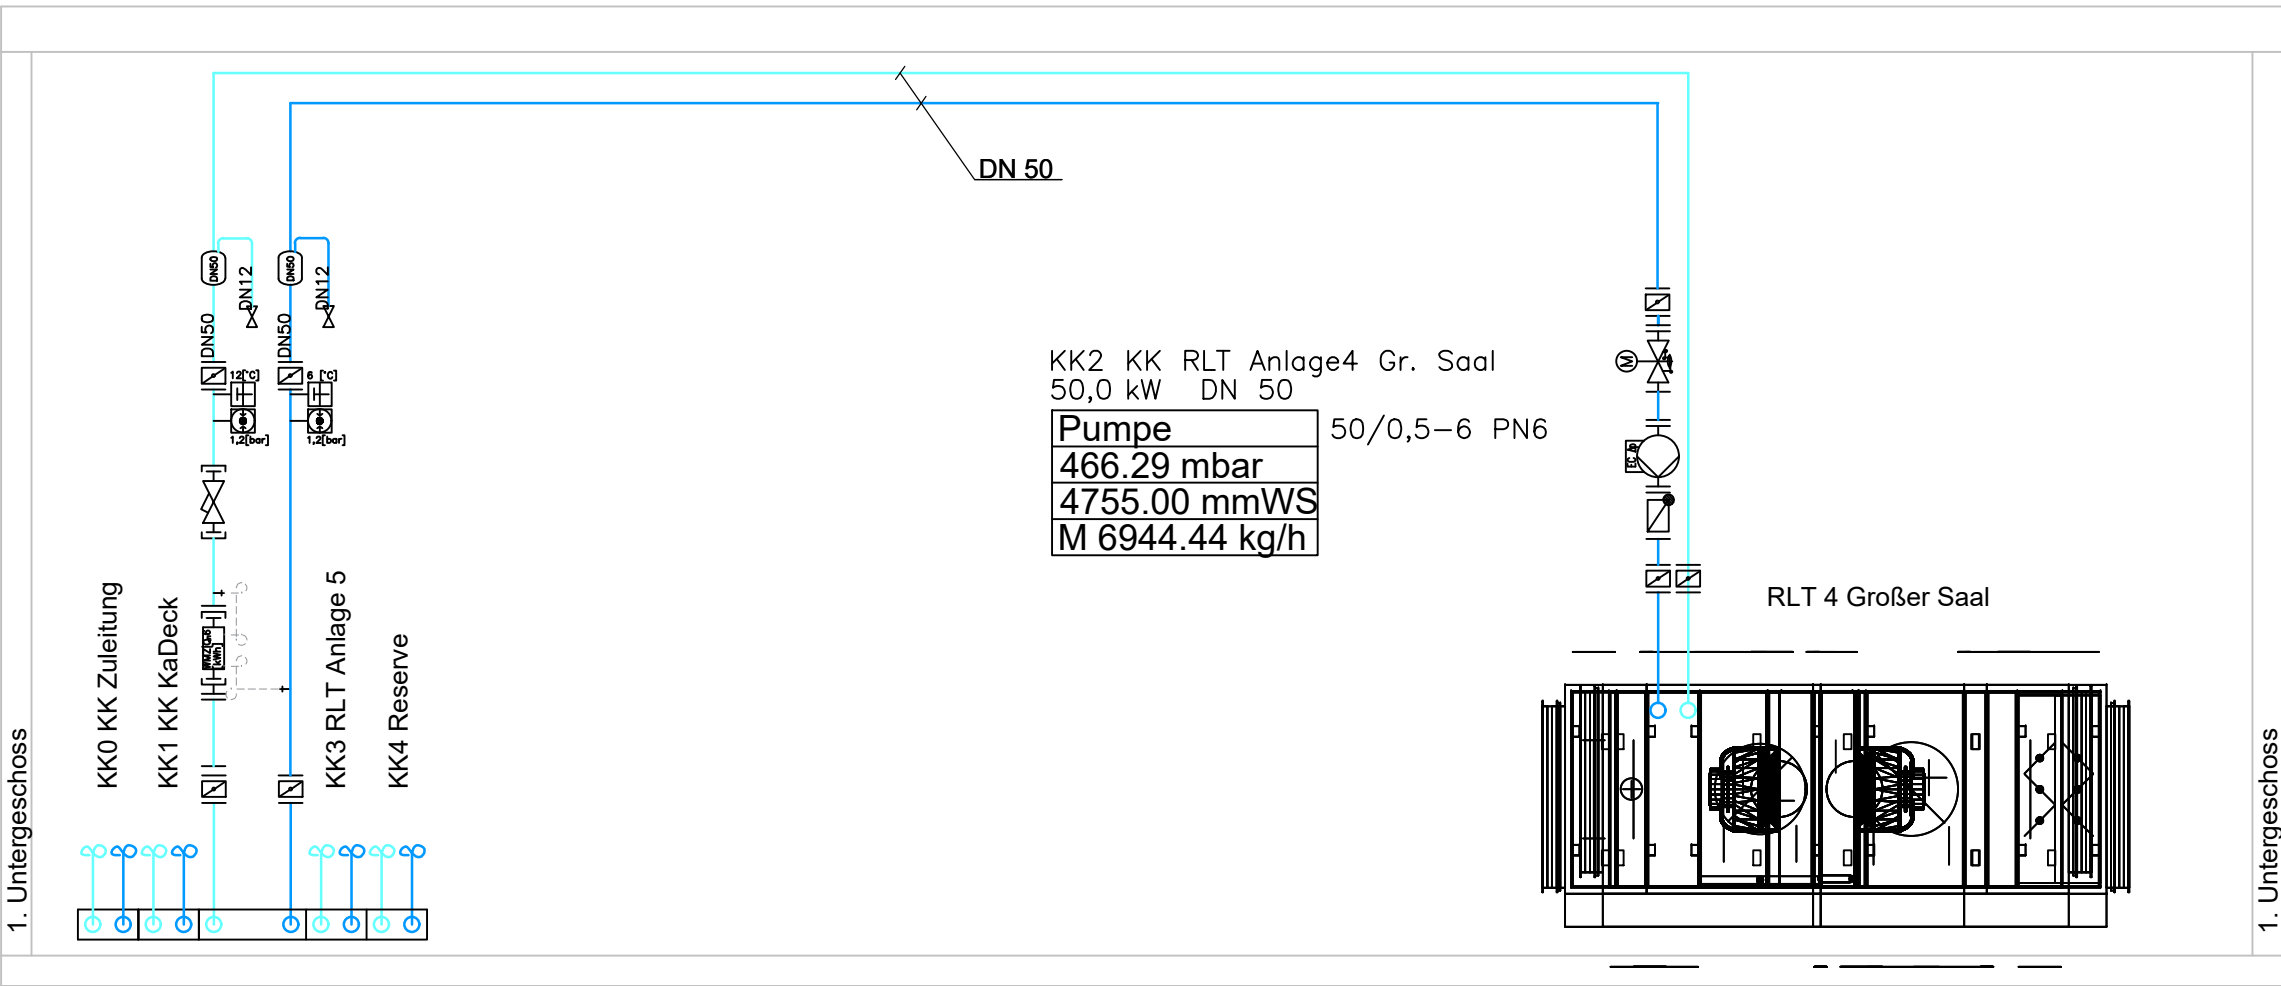 DN 50
DN50
DN12
DN50
DN12
DN50
DN50
12[°C]
6 [°C]
1,2[bar]
1,2[bar]
KK2 KK RLT Anlage4 Gr. Saal
50,0 kW DN 50
Pumpe
50/0,5-6 PN6
466.29 mbar
4755.00 mmWS
M 6944.44 kg/h
M
RLT 4 Großer Saal
KK0 KK Zuleitung
KK1 KK KaDeck
[kWh]
KK3 RLT Anlage 5
KK4 Reserve
1. Untergeschoss
1. Untergeschoss